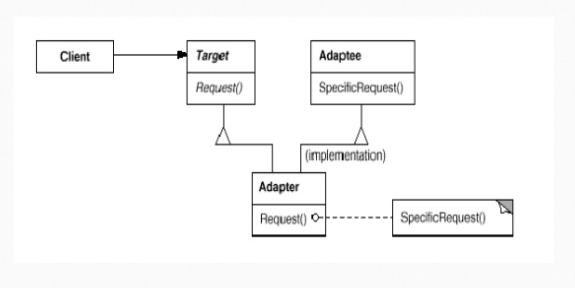 Client
Target
Adaptee
Request()
SpecificRequest()
(implementation)
Adapter
Request()
SpecificRequest()